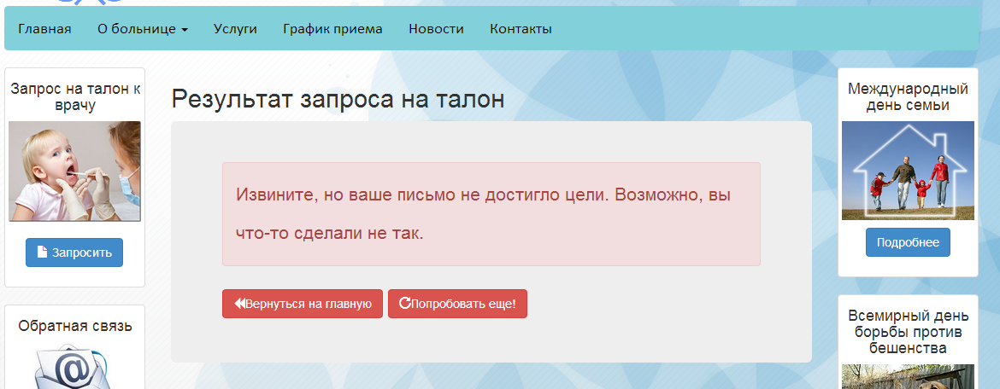 Главная О больнице Услуги График приема Новости Контакты
Запрос на талон к
врачу
Запросить
Обратная связь
Результат запроса на талон
Извините, но ваше письмо не достигло цели. Возможно, вы
что-то сделали не так.
Вернуться на главную Попробовать еще!
Международный
день семьи
Подробнее
Всемирный день
борьбы против
бешенства